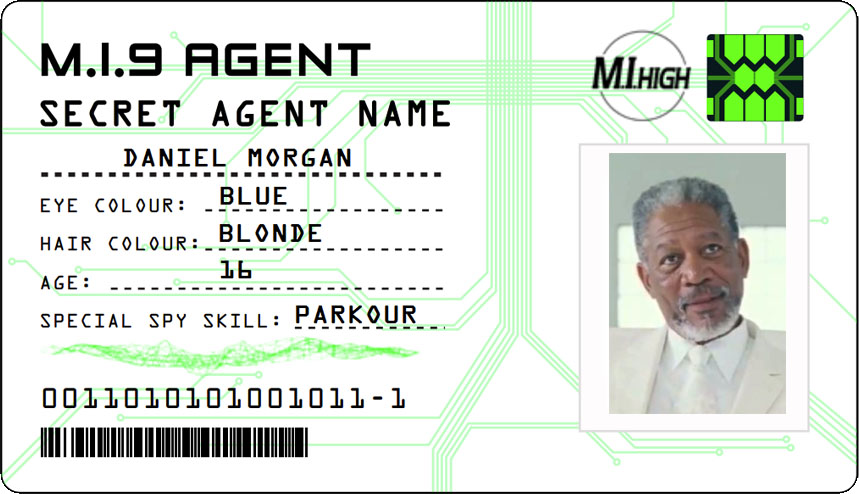 M.I.9 AGENT
M.I.HIGH
SECRET AGENT NAME
DANIEL MORGAN
EYE COLOUR: BLUE
HAIR COLOUR: BLONDE
AGE: 16
SPECIAL SPY SKILL: PARKOUR
0011010101001011-1